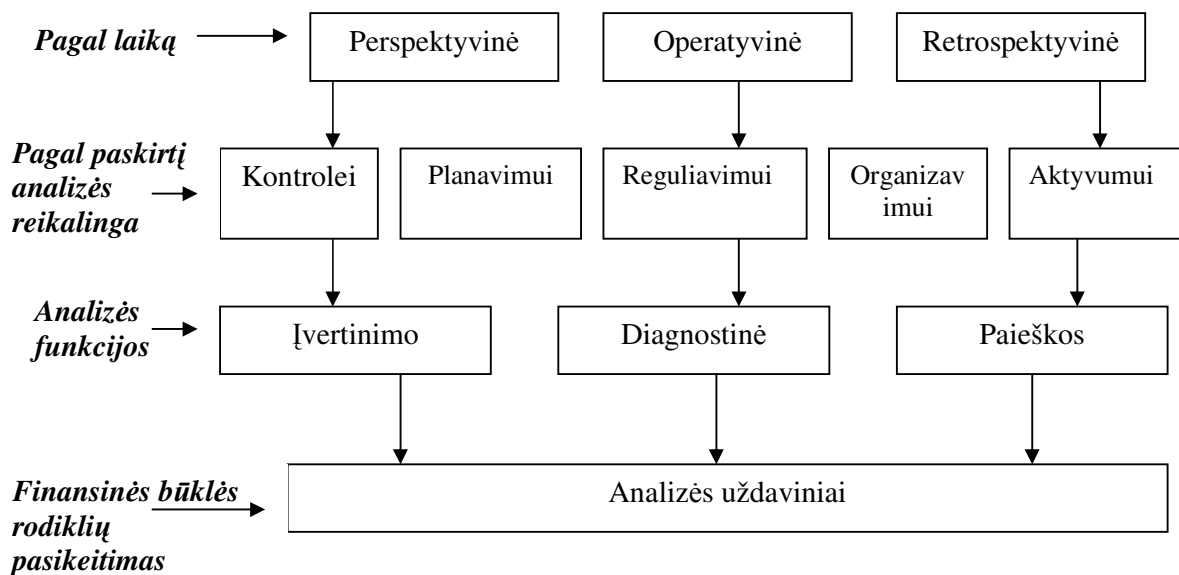 Pagal laiką
Perspektyvinė
Operatyvinė
Retrospektyvinė
Pagal paskirtį
analizės
reikalinga
Kontrolei
Planavimui
Reguliavimui
Organizav
imui
Aktyvumui
Analizės
funkcijos
Įvertinimo
Diagnostinė
Paieškos
Finansinės būklės
rodiklių
pasikeitimas
Analizės uždaviniai